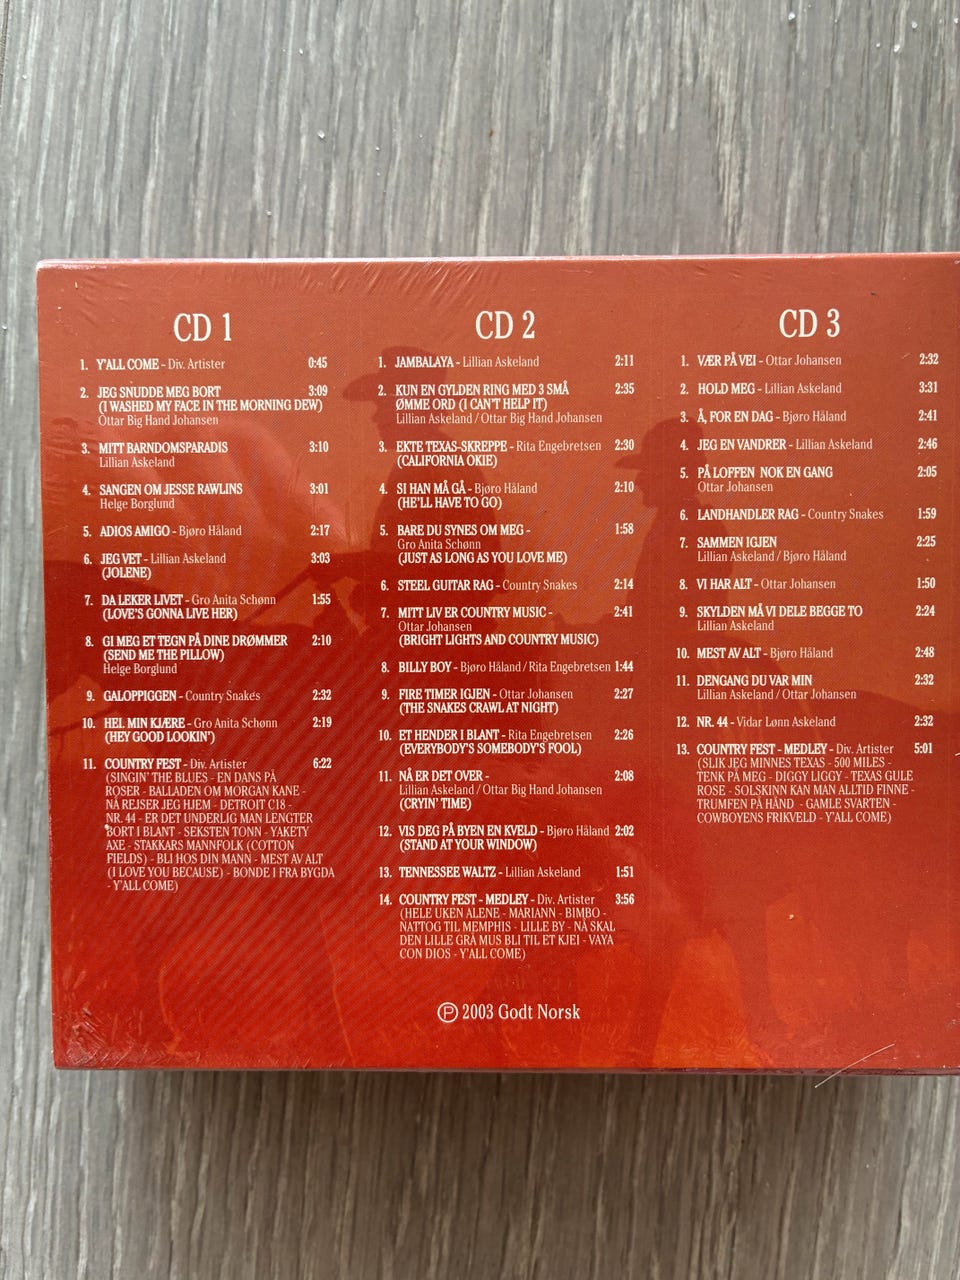 CD 1
1. Y'ALL COME - Div. Artister 0:45
2. JEG SNUDDE MEG BORT 3:09
(I WASHED MY FACE IN THE MORNING DEW)
Ottar Big Hand Johansen
3. MITT BARNDOMSPARADIS 3:10
Lillian Askeland
4. SANGEN OM JESSE RAWLINS 3:01
Helge Borglund
5. ADIOS AMIGO - Bjøro Håland 2:17
6. JEG VET - Lillian Askeland 3:03
(JOLENE)
7. DA LEKER LIVET - Gro Anita Schønn 1:55
(LOVE'S GONNA LIVE HER)
8. GI MEG ET TEGN PÅ DINE DRØMMER 2:10
(SEND ME THE PILLOW)
Helge Borglund
9. GALOPPIGGEN - Country Snakes 2:32
10. HEL MIN KJÆRE - Gro Anita Schønn 2:19
(HEY GOOD LOOKIN')
11. COUNTRY FEST - Div. Artister 6:22
(SINGIN' THE BLUES - EN DANS PÅ
ROSER - BALLADEN OM MORGAN KANE -
NÅ REJSER JEG HJEM - DETROIT C18 -
NR. 44 - ER DET UNDERLIG MAN LENGTER
BORT I BLANT - SEKSTEN TONN - YAKETY
AXE - STAKKARS MANNFOLK (COTTON
FIELDS) - BLI HOS DIN MANN - MEST AV ALT
(I LOVE YOU BECAUSE) - BONDE I FRA BYGDA
- Y'ALL COME)
CD 2
1. JAMBALAYA - Lillian Askeland 2:11
2. KUN EN GYLDEN RING MED 3 SMÅ 2:35
ØMME ORD (I CAN'T HELP IT)
Lillian Askeland / Ottar Big Hand Johansen
3. EKTE TEXAS-SKREPPE - Rita Engebretsen 2:30
(CALIFORNIA OKIE)
4. SI HAN MÅ GÅ - Bjøro Håland 2:10
(HE'LL HAVE TO GO)
5. BARE DU SYNES OM MEG - 1:58
Gro Anita Schønn
(JUST AS LONG AS YOU LOVE ME)
6. STEEL GUITAR RAG - Country Snakes 2:14
7. MITT LIV ER COUNTRY MUSIC - 2:41
Ottar Johansen
(BRIGHT LIGHTS AND COUNTRY MUSIC)
8. BILLY BOY - Bjøro Håland / Rita Engebretsen 1:44
9. FIRE TIMER IGJEN - Ottar Johansen 2:27
(THE SNAKES CRAWL AT NIGHT)
10. ET HENDER I BLANT - Rita Engebretsen 2:26
(EVERYBODY'S SOMEBODY'S FOOL)
11. NÅ ER DET OVER - 2:08
Lillian Askeland / Ottar Big Hand Johansen
(CRYIN' TIME)
12. VIS DEG PÅ BYEN EN KVELD - Bjøro Håland 2:02
(STAND AT YOUR WINDOW)
13. TENNESSEE WALTZ - Lillian Askeland 1:51
14. COUNTRY FEST - MEDLEY - Div. Artister 3:56
(HELE UKEN ALENE - MARIANN - BIMBO -
NATTOG TIL MEMPHIS - LILLE BY - NÅ SKAL
DEN LILLE GRÅ MUS BLI TIL ET KJEI - VAYA
CON DIOS - Y'ALL COME)
CD 3
1. VÆR PÅ VEI - Ottar Johansen 2:32
2. HOLD MEG - Lillian Askeland 3:31
3. Å, FOR EN DAG - Bjøro Håland 2:41
4. JEG EN VANDRER - Lillian Askeland 2:46
5. PÅ LOFFEN NOK EN GANG 2:05
Ottar Johansen
6. LANDHANDLER RAG - Country Snakes 1:59
7. SAMMEN IGJEN 2:25
Lillian Askeland / Bjøro Håland
8. VI HAR ALT - Ottar Johansen 1:50
9. SKYLDEN MÅ VI DELE BEGGE TO 2:24
Lillian Askeland
10. MEST AV ALT - Bjøro Håland 2:48
11. DENGANG DU VAR MIN 2:32
Lillian Askeland / Ottar Johansen
12. NR. 44 - Vidar Lønn Askeland 2:32
13. COUNTRY FEST - MEDLEY - Div. Artister 5:01
(SLIK JEG MINNES TEXAS - 500 MILES -
TENK PÅ MEG - DIGGY LIGGY - TEXAS GULE
ROSE - SOLSKINN KAN MAN ALLTID FINNE -
TRUMFEN PÅ HÅND - GAMLE SVARTEN -
COWBOYENS FRIKVELD - Y'ALL COME)
℗ 2003 Godt Norsk